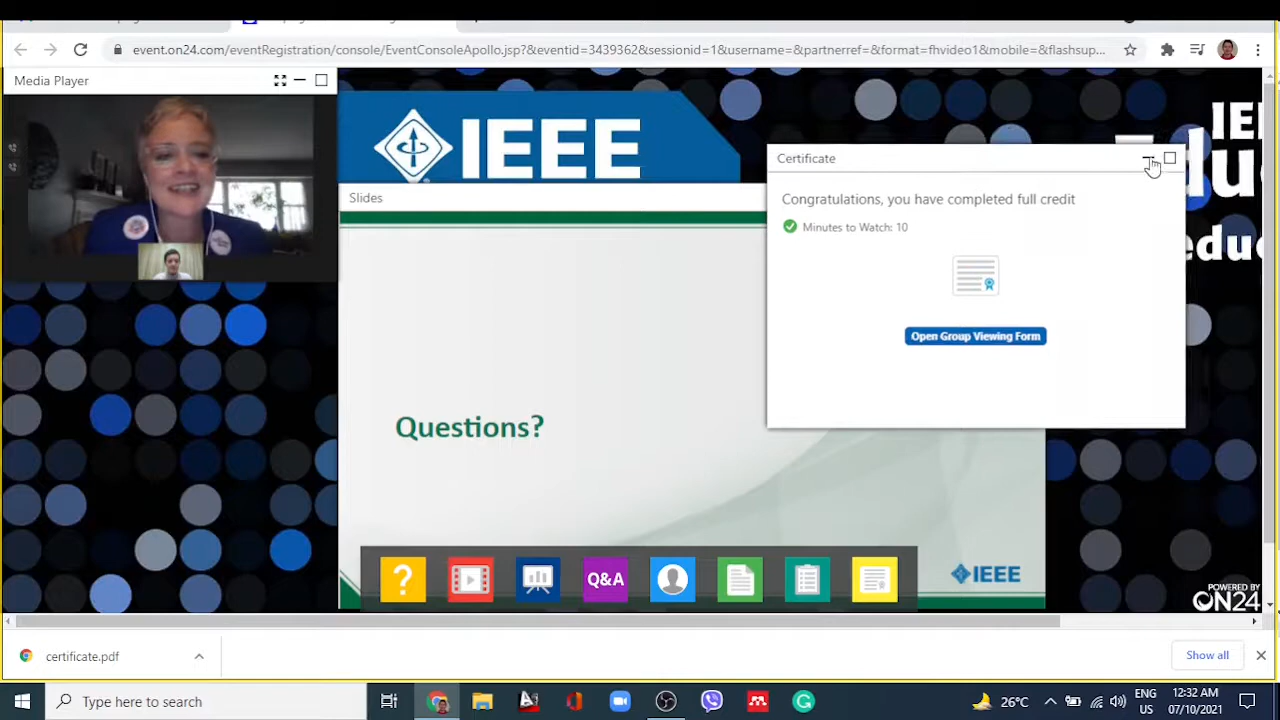 event.on24.com/eventRegistration/console/EventConsoleApollo.jsp?&eventid=3439362&sessionid=1&username=&partnerref=&format=fhvideo1&mobile=&flashsup...
Media Player
IEEE
Slides
Certificate
Congratulations, you have completed full credit
Minutes to Watch: 10
Open Group Viewing Form
Questions?
?
Q&A
IEEE
POWERED BY
ON24
certificate.pdf
Show all
Type here to search
26°C
ENG
US
12:32 AM
07/10/2021